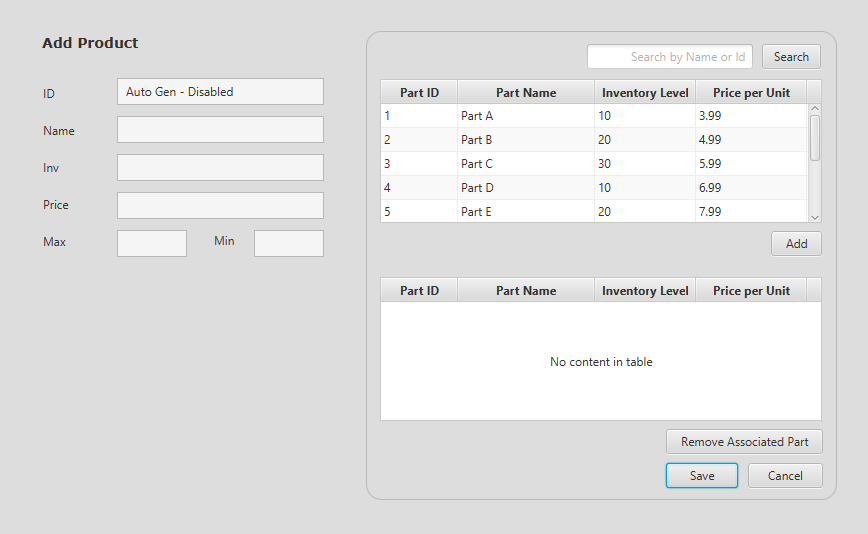 Add Product
ID Auto Gen - Disabled
Name
Inv
Price
Max Min
Search by Name or Id Search
Part ID Part Name Inventory Level Price per Unit
1 Part A 10 3.99
2 Part B 20 4.99
3 Part C 30 5.99
4 Part D 10 6.99
5 Part E 20 7.99
Add
Part ID Part Name Inventory Level Price per Unit
No content in table
Remove Associated Part
Save Cancel